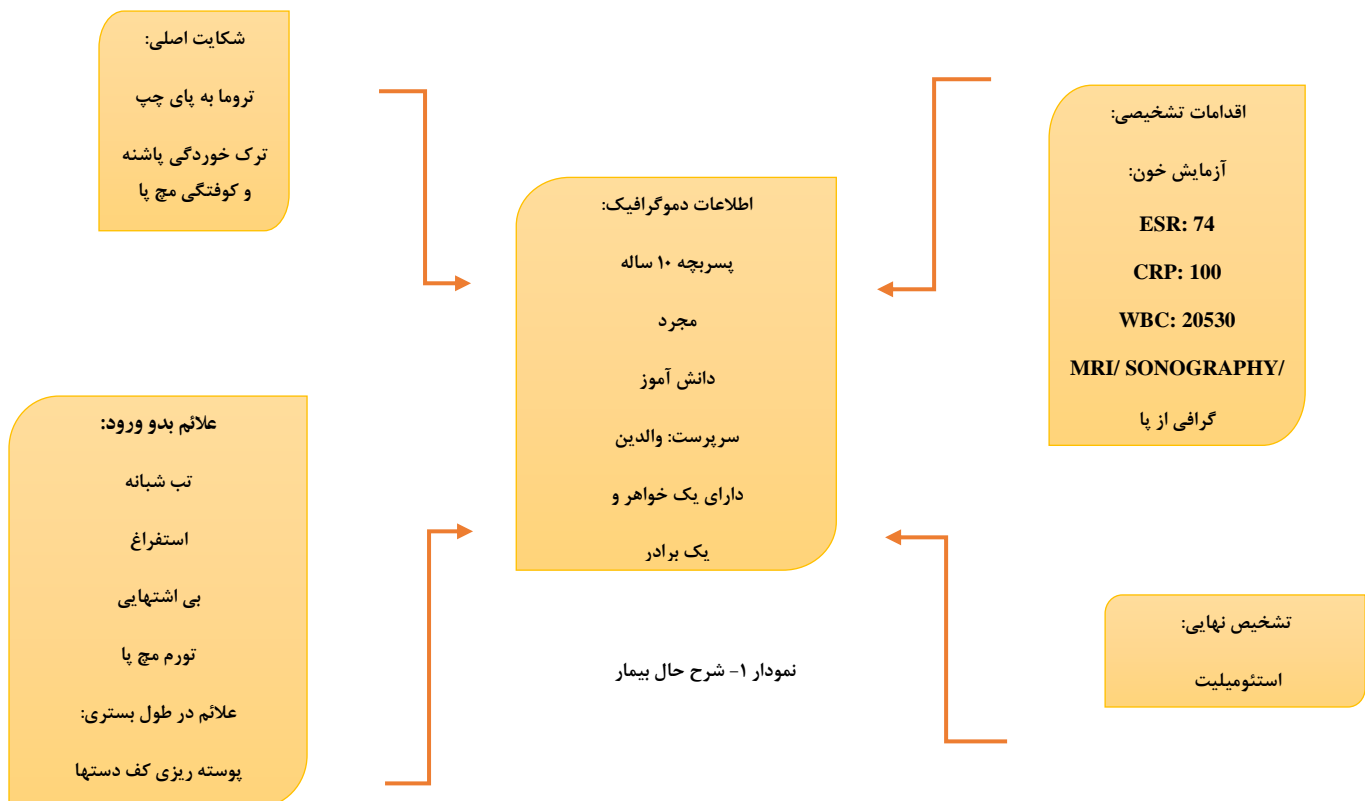 شکایت اصلی:
تروما به پای چپ
ترک خوردگی پاشنه
و کوفتگی مچ پا
اقدامات تشخیصی:
آزمایش خون:
ESR: 74
CRP: 100
WBC: 20530
MRI/ SONOGRAPHY/
گرافی از پا
اطلاعات دموگرافیک:
پسربچه ۱۰ ساله
مجرد
دانش آموز
سرپرست: والدین
دارای یک خواهر و
یک برادر
علائم بدو ورود:
تب شبانه
استفراغ
بی اشتهایی
تورم مچ پا
علائم در طول بستری:
پوسته ریزی کف دستها
تشخیص نهایی:
استئومیلیت
نمودار ۱- شرح حال بیمار